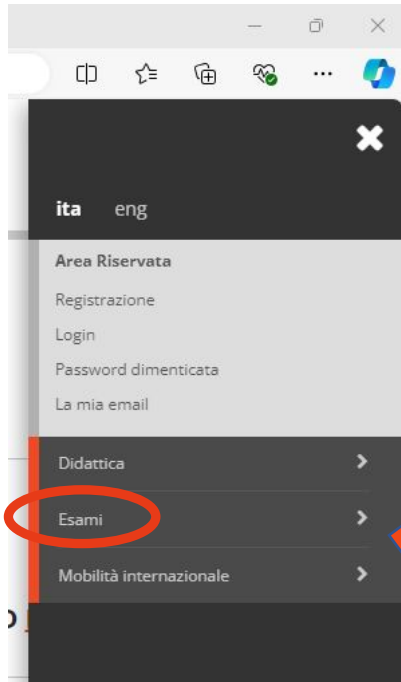 ita eng
Area Riservata
Registrazione
Login
Password dimenticata
La mia email
Didattica
Esami
Mobilità internazionale